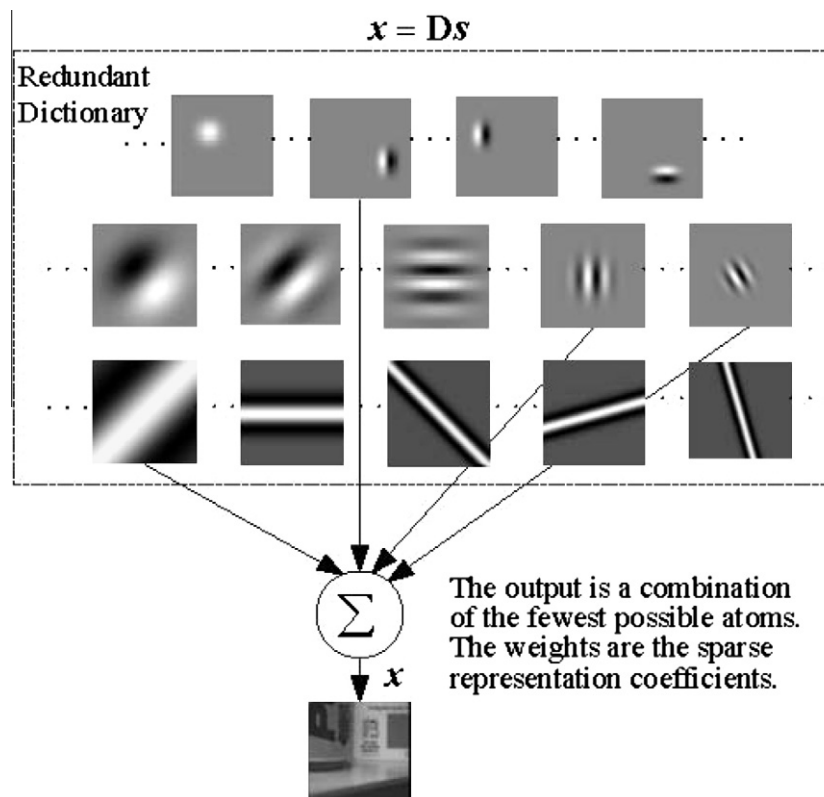 x = Ds
Redundant
Dictionary
Σ
The output is a combination
of the fewest possible atoms.
The weights are the sparse
representation coefficients.
x